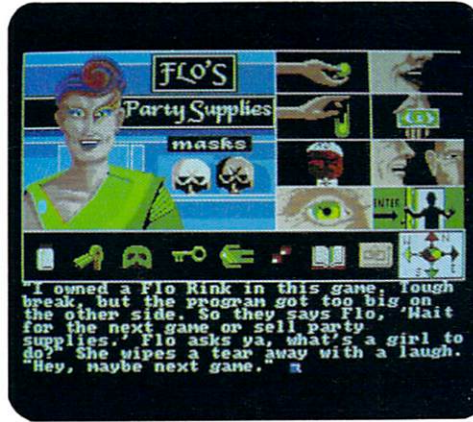 FLO'S
Party Supplies
masks
ENTER
N
W
E
S
"I owned a Flo Rink in this game. Tough
break, but the program got too big on
the other side. So they says Flo, 'Wait
for the next game or sell party
supplies.' Flo asks ya, what's a girl to
do?" She wipes a tear away with a laugh.
"Hey, maybe next game."